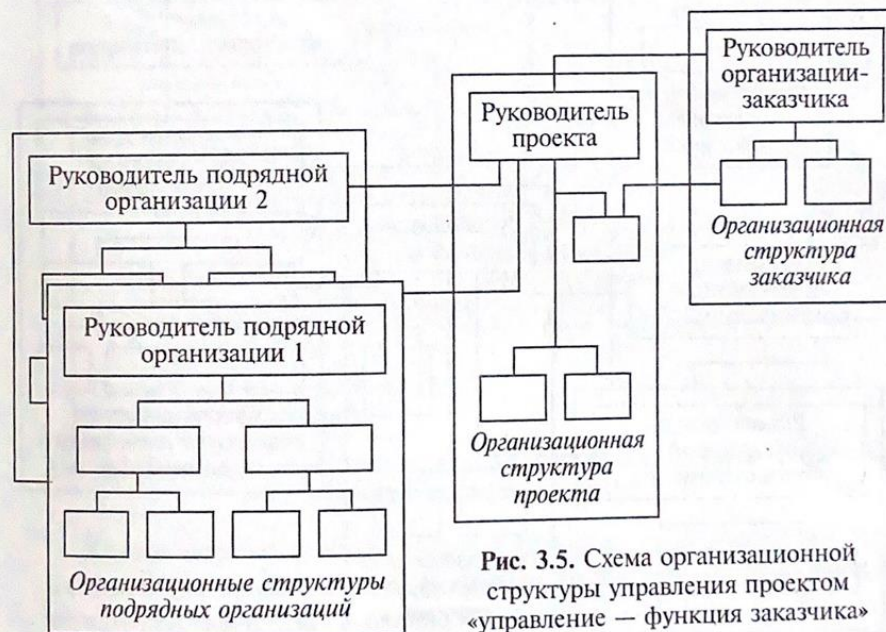 Руководитель
организации-
заказчика
Руководитель
проекта
Руководитель подрядной
организации 2
Организационная
структура
заказчика
Руководитель подрядной
организации 1
Организационная
структура
проекта
Организационные структуры
подрядных организаций
Рис. 3.5. Схема организационной
структуры управления проектом
«управление — функция заказчика»